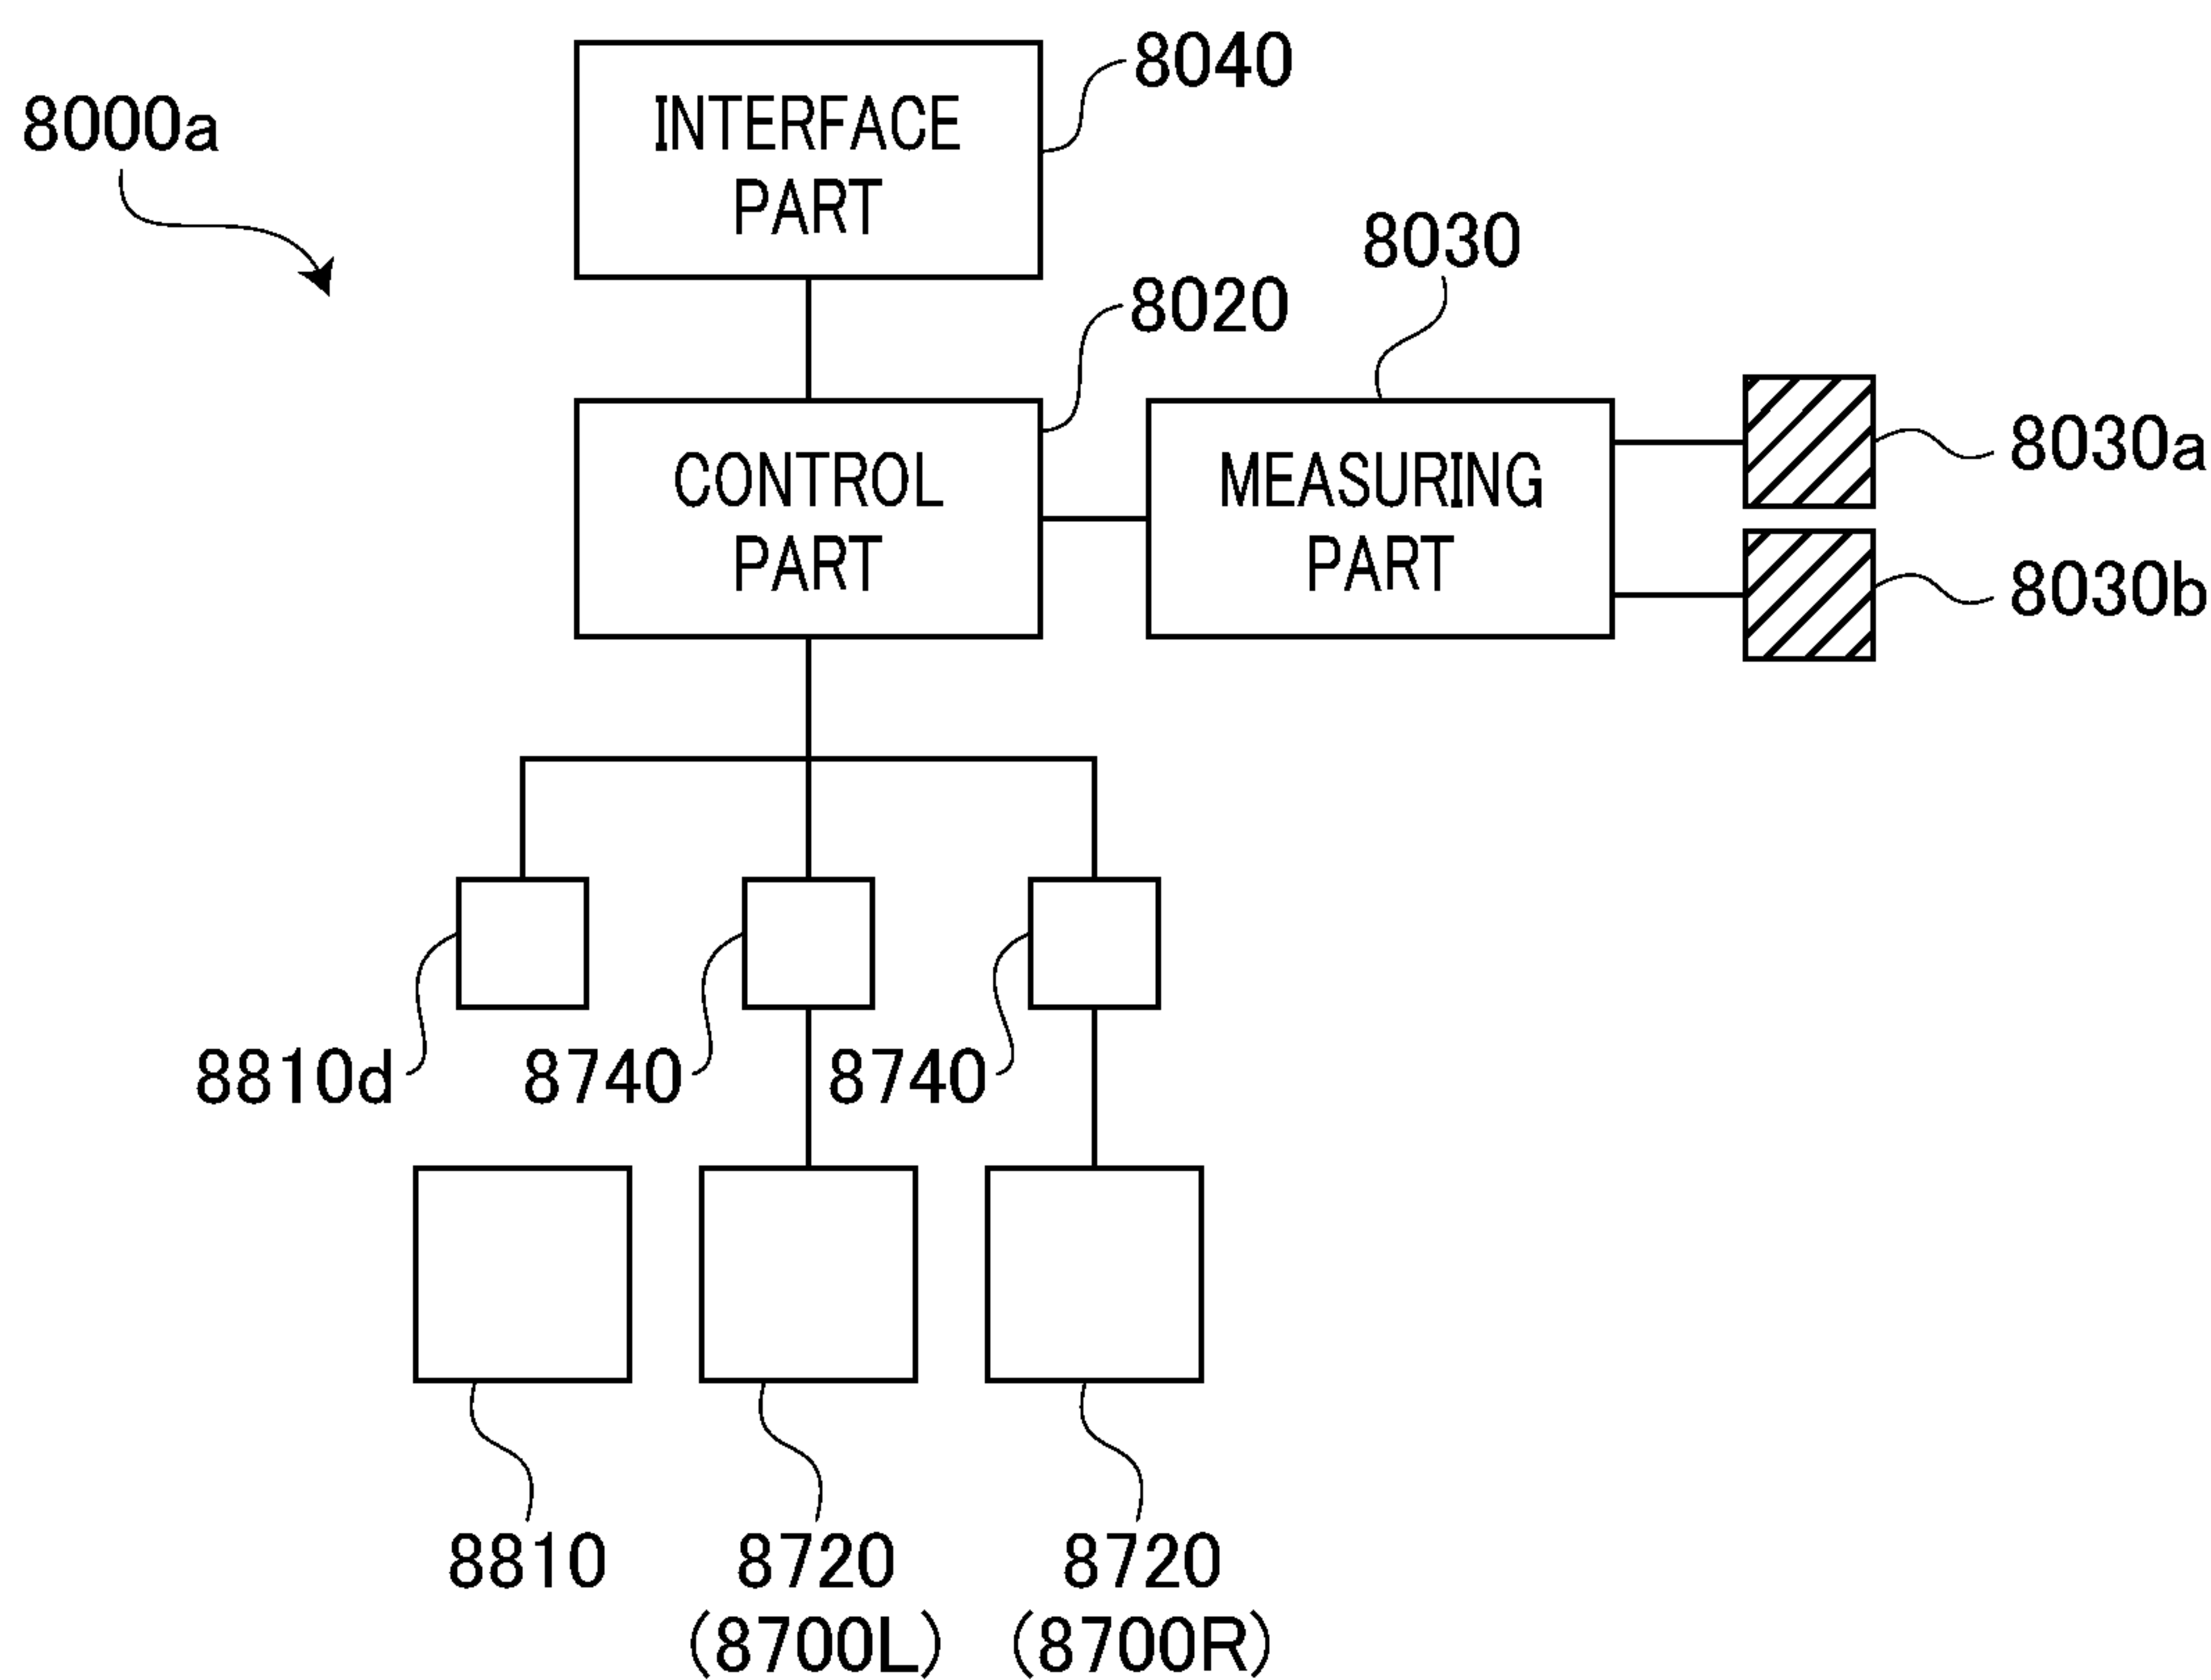 8000a
INTERFACE
PART
8040
8020
8030
CONTROL
PART
MEASURING
PART
8030a
8030b
8810d
8740
8740
8810
8720
(8700L)
8720
(8700R)